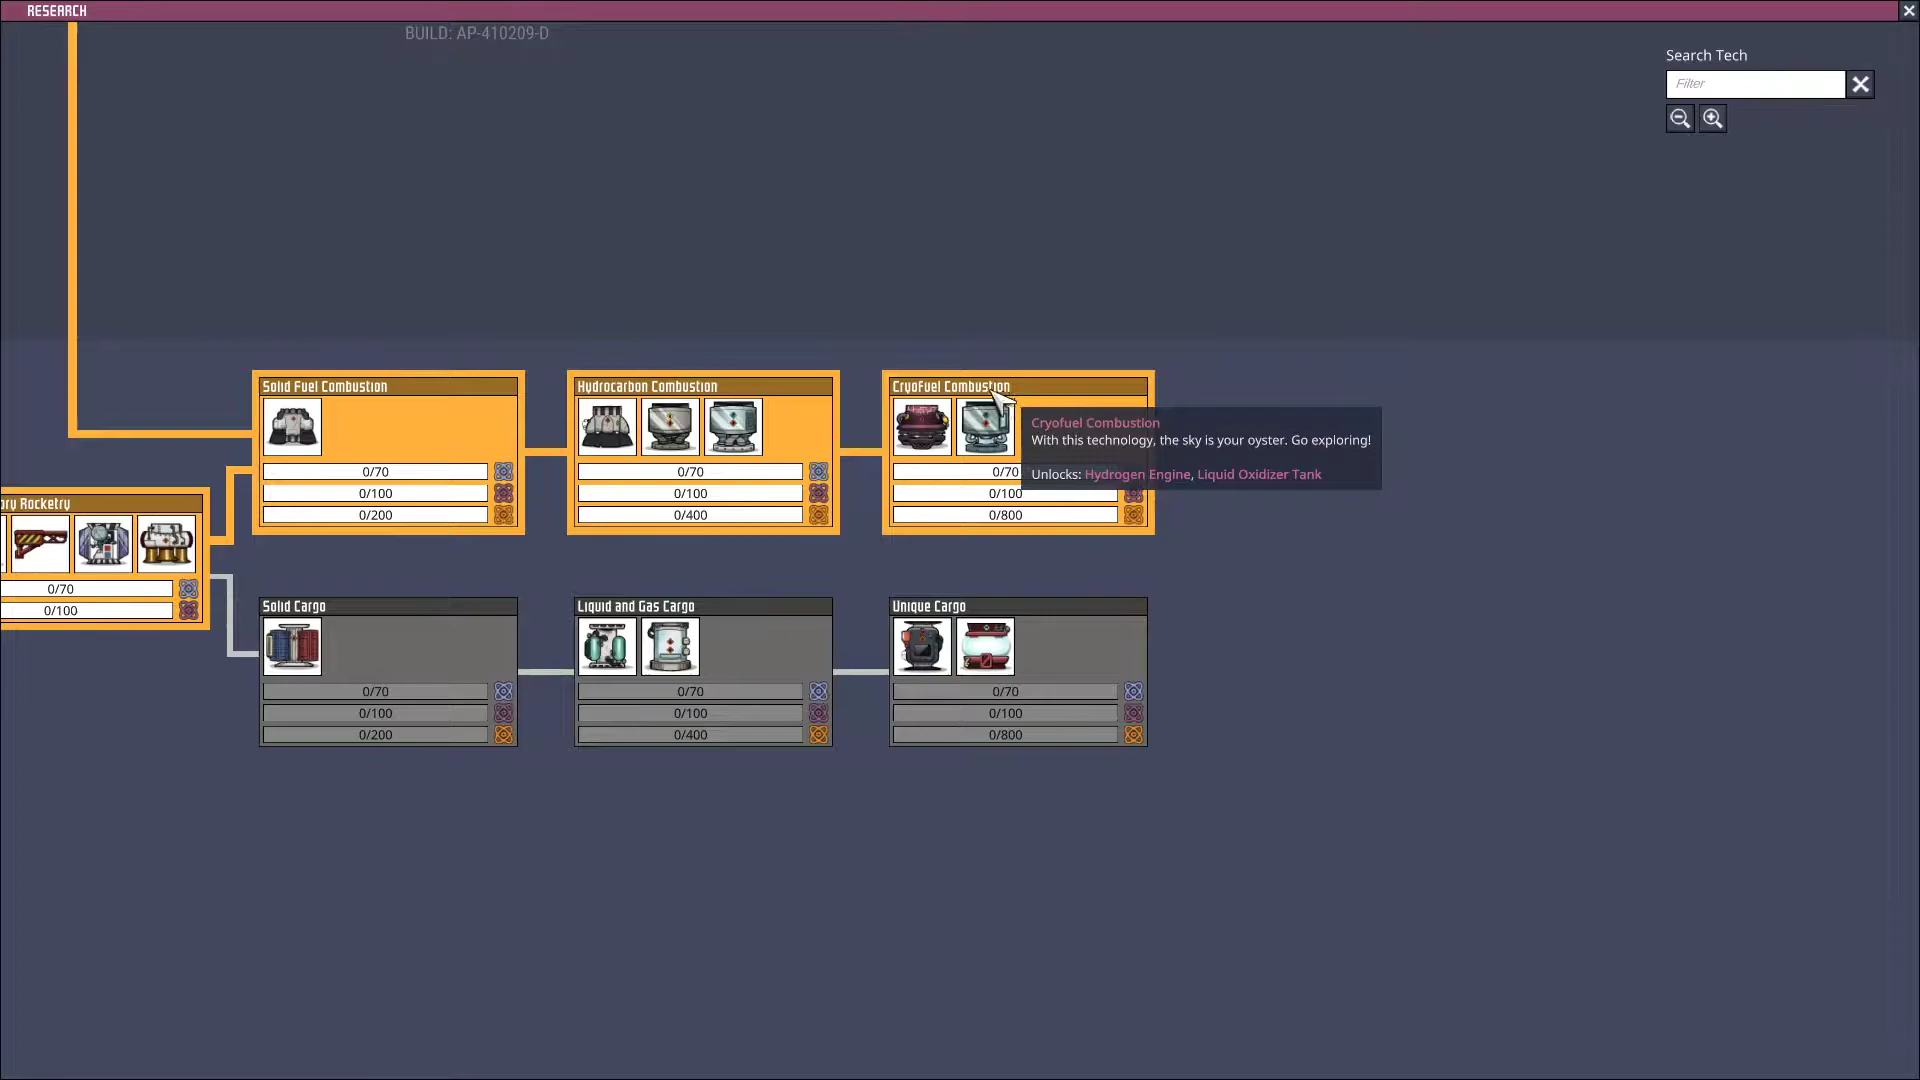 RESEARCH
BUILD: AP-410209-D
Search Tech
Filter
Solid Fuel Combustion
0/70
0/100
0/200
Hydrocarbon Combustion
0/70
0/100
0/400
CryoFuel Combustion
0/70
0/100
0/800
Cryofuel Combustion
With this technology, the sky is your oyster. Go exploring!
Unlocks: Hydrogen Engine, Liquid Oxidizer Tank
ory Rocketry
0/70
0/100
Solid Cargo
0/70
0/100
0/200
Liquid and Gas Cargo
0/70
0/100
0/400
Unique Cargo
0/70
0/100
0/800